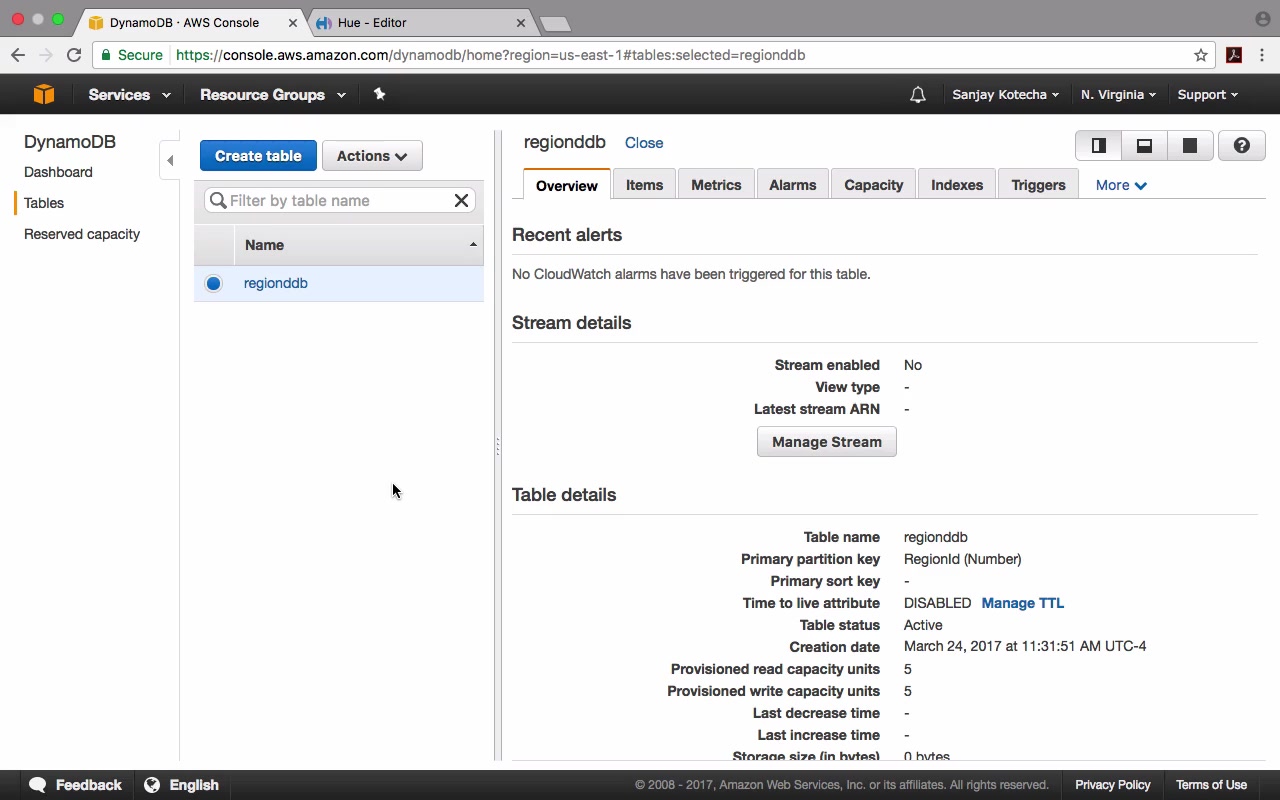 DynamoDB · AWS Console
Hue - Editor
Secure https://console.aws.amazon.com/dynamodb/home?region=us-east-1#tables:selected=regionddb
Services Resource Groups Sanjay Kotecha N. Virginia Support
DynamoDB
Dashboard
Tables
Reserved capacity
Create table Actions
Filter by table name
Name
regionddb
regionddb Close
Overview Items Metrics Alarms Capacity Indexes Triggers More
Recent alerts
No CloudWatch alarms have been triggered for this table.
Stream details
Stream enabled No
View type -
Latest stream ARN -
Manage Stream
Table details
Table name regionddb
Primary partition key RegionId (Number)
Primary sort key -
Time to live attribute DISABLED Manage TTL
Table status Active
Creation date March 24, 2017 at 11:31:51 AM UTC-4
Provisioned read capacity units 5
Provisioned write capacity units 5
Last decrease time -
Last increase time -
Storage size (in bytes) 0 bytes
Feedback English © 2008 - 2017, Amazon Web Services, Inc. or its affiliates. All rights reserved. Privacy Policy Terms of Use